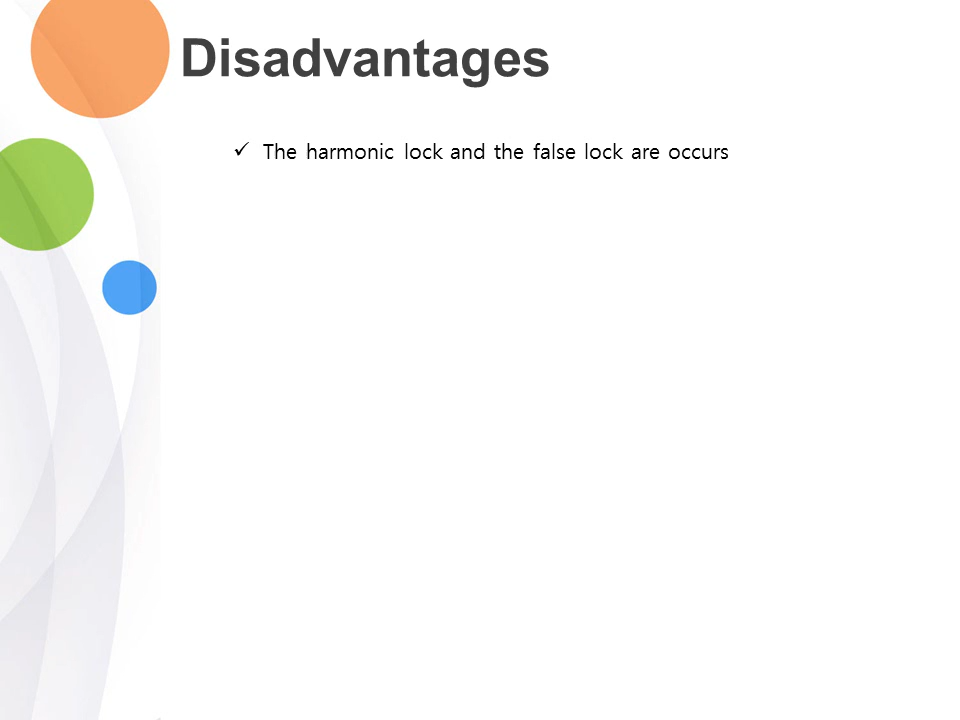 Disadvantages
✓ The harmonic lock and the false lock are occurs